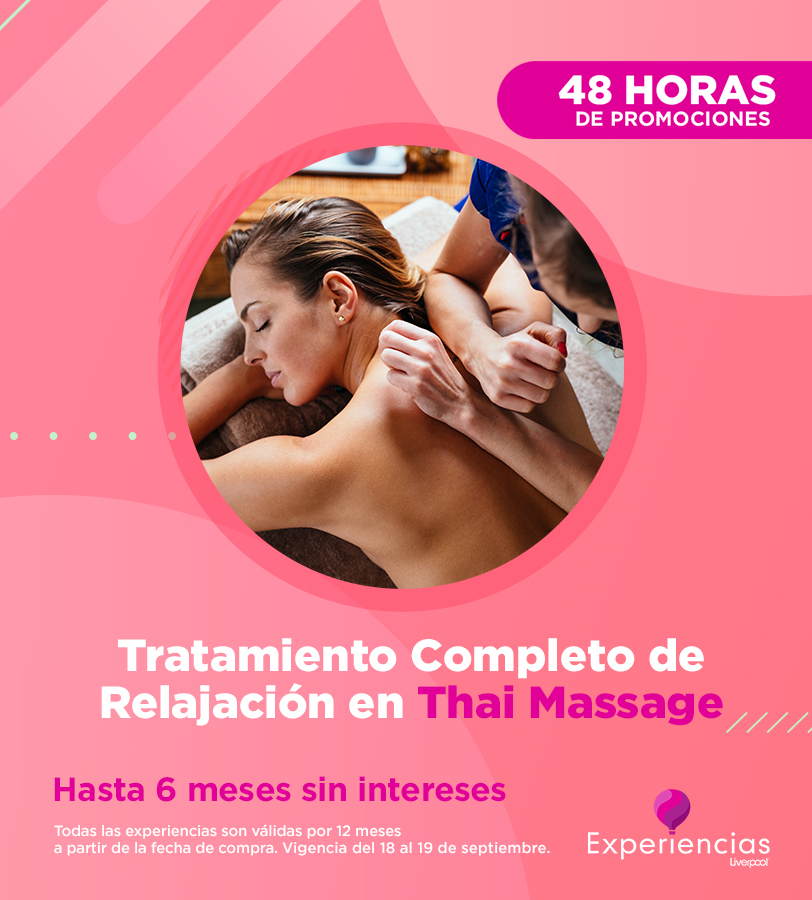 48 HORAS
DE PROMOCIONES
Tratamiento Completo de
Relajación en Thai Massage
Hasta 6 meses sin intereses
Todas las experiencias son válidas por 12 meses
a partir de la fecha de compra. Vigencia del 18 al 19 de septiembre.
Experiencias
Liverpool